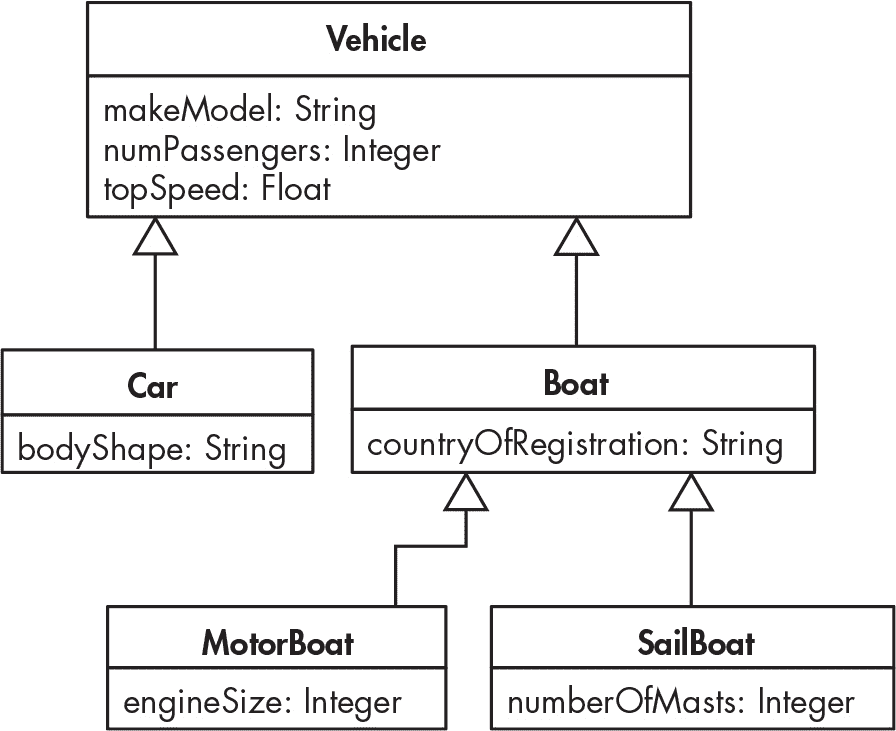 Vehicle
makeModel: String
numPassengers: Integer
topSpeed: Float
Car
bodyShape: String
Boat
countryOfRegistration: String
MotorBoat
engineSize: Integer
SailBoat
numberOfMasts: Integer